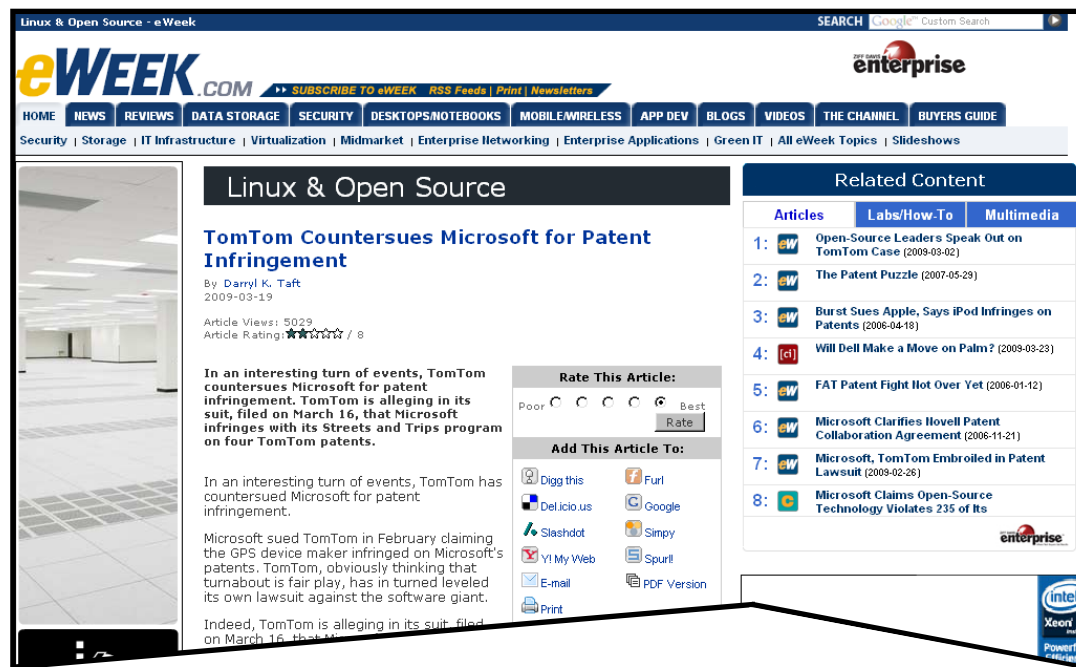 Linux & Open Source - eWeek
SEARCH Google™ Custom Search
eWEEK.COM
SUBSCRIBE TO eWEEK RSS Feeds | Print | Newsletters
ZIFF DAVIS
enterprise
HOME NEWS REVIEWS DATA STORAGE SECURITY DESKTOPS/NOTEBOOKS MOBILE/WIRELESS APP DEV BLOGS VIDEOS THE CHANNEL BUYERS GUIDE
Security | Storage | IT Infrastructure | Virtualization | Midmarket | Enterprise Networking | Enterprise Applications | Green IT | All eWeek Topics | Slideshows
Linux & Open Source
TomTom Countersues Microsoft for Patent
Infringement
By Darryl K. Taft
2009-03-19
Article Views: 5029
Article Rating: / 8
In an interesting turn of events, TomTom
countersues Microsoft for patent
infringement. TomTom is alleging in its
suit, filed on March 16, that Microsoft
infringes with its Streets and Trips program
on four TomTom patents.
In an interesting turn of events, TomTom has
countersued Microsoft for patent
infringement.
Microsoft sued TomTom in February claiming
the GPS device maker infringed on Microsoft's
patents. TomTom, obviously thinking that
turnabout is fair play, has in turned leveled
its own lawsuit against the software giant.
Indeed, TomTom is alleging in its suit, filed
on March 16, that
Rate This Article:
Poor Best
Rate
Add This Article To:
Digg this Furl
Del.icio.us Google
Slashdot Simpy
Y! My Web Spurl!
E-mail PDF Version
Print
Related Content
Articles Labs/How-To Multimedia
1: eW Open-Source Leaders Speak Out on
TomTom Case (2009-03-02)
2: eW The Patent Puzzle (2007-05-29)
3: eW Burst Sues Apple, Says iPod Infringes on
Patents (2006-04-18)
4: [ci] Will Dell Make a Move on Palm? (2009-03-23)
5: eW FAT Patent Fight Not Over Yet (2006-01-12)
6: eW Microsoft Clarifies Novell Patent
Collaboration Agreement (2006-11-21)
7: eW Microsoft, TomTom Embroiled in Patent
Lawsuit (2009-02-26)
8: C Microsoft Claims Open-Source
Technology Violates 235 of Its
enterprise
(intel
Xeon